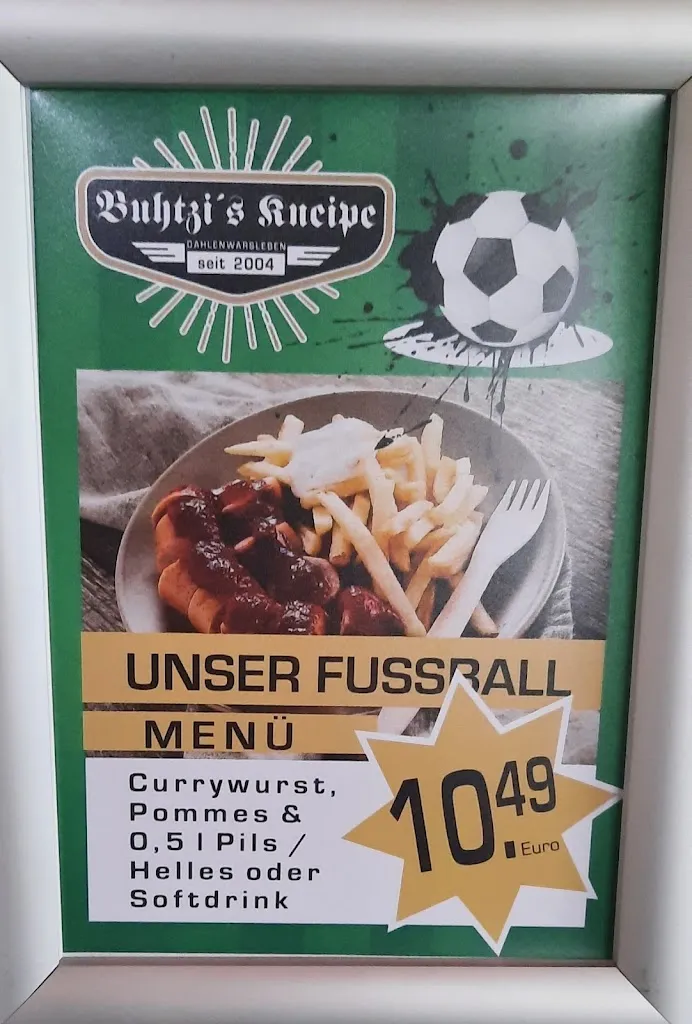 Buhtzi´s Kneipe
DAHLENWARSLEBEN
seit 2004
UNSER FUSSBALL
MENÜ
Currywurst,
Pommes &
0,5 l Pils /
Helles oder
Softdrink
10.49
Euro